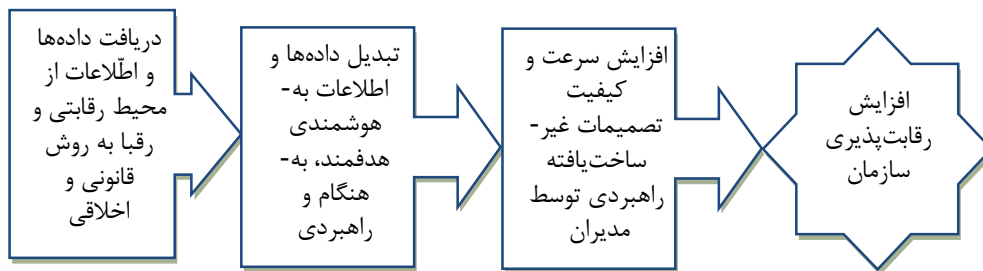 دریافت داده‌ها
و اطّلاعات از
محیط رقابتی و
رقبا به روش
قانونی و
اخلاقی
تبدیل داده‌ها و
اطلاعات به-
هوشمندی
هدفمند، به-
هنگام و
راهبردی
افزایش سرعت و
کیفیت
تصمیمات غیر-
ساخت‌یافته
راهبردی توسط
مدیران
افزایش
رقابت‌پذیری
سازمان